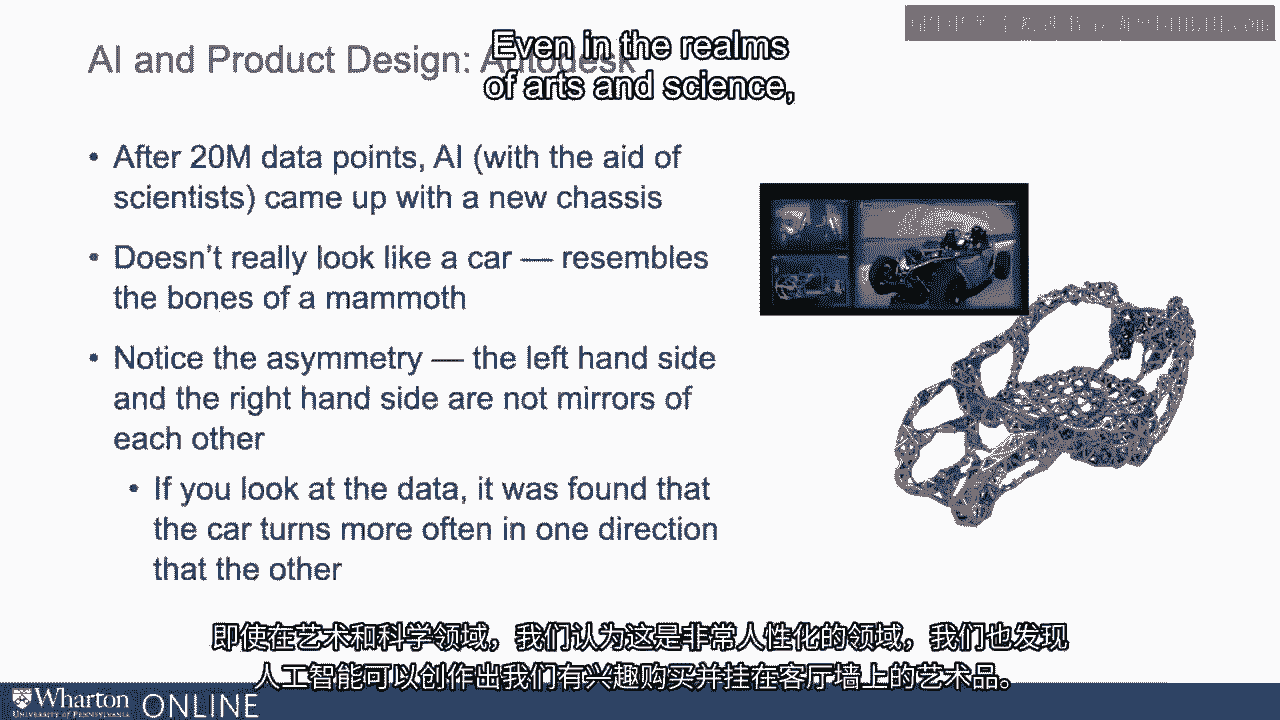 Even in the realms
of arts and science,
AI and Product Design: Autodesk
• After 20M data points, AI (with the aid of
scientists) came up with a new chassis
• Doesn't really look like a car — resembles
the bones of a mammoth
• Notice the asymmetry — the left hand side
and the right hand side are not mirrors of
each other
• If you look at the data, it was found that
the car turns more often in one direction
that the other
即使在艺术和科学领域，我们认为这是非常人性化的领域，我们也发现
人工智能可以创作出我们有兴趣购买并挂在客厅墙上的艺术品。
Wharton
UNIVERSITY of PENNSYLVANIA
ONLINE